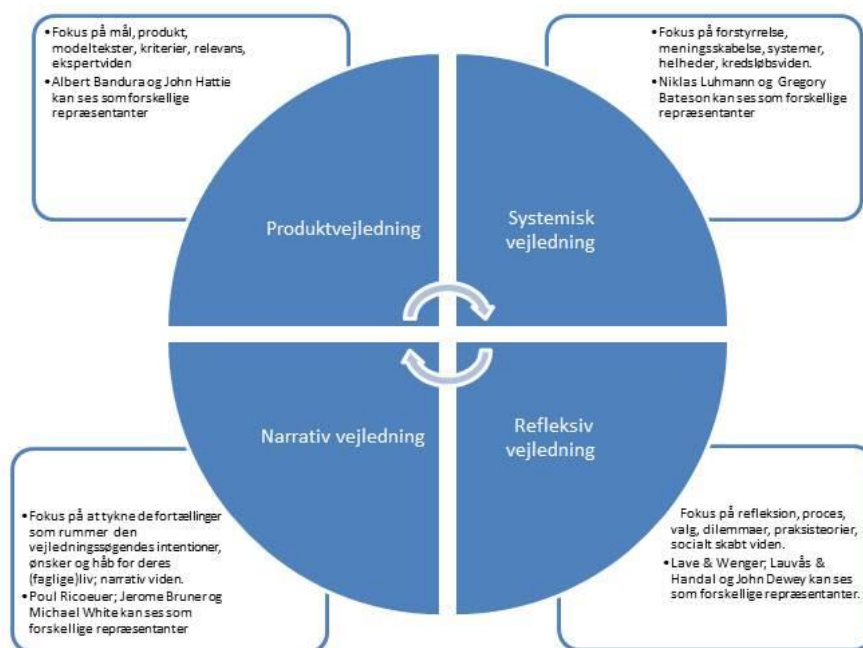 •Fokus på mål, produkt,
modeltekster, kriterier, relevans,
ekspertviden
•Albert Bandura og John Hattie
kan ses som forskellige
repræsentanter
•Fokus på forstyrrelse,
meningsskabelse, systemer,
helheder, kredsløbsviden.
•Niklas Luhmann og Gregory
Bateson kan ses som forskellige
repræsentanter
Produktvejledning
Systemisk
vejledning
Narrativ vejledning
Refleksiv
vejledning
•Fokus på at tykne de fortællinger
som rummer den
vejledningssøgendes intentioner,
ønsker og håb for deres
(faglige)liv; narrativ viden.
•Poul Ricoeuer; Jerome Bruner og
Michael White kan ses som
forskellige repræsentanter
Fokus på refleksion, proces,
valg, dilemmaer, praksisteorier,
socialt skabt viden.
•Lave & Wenger; Lauvås &
Handal og John Dewey kan ses
som forskellige repræsentanter.